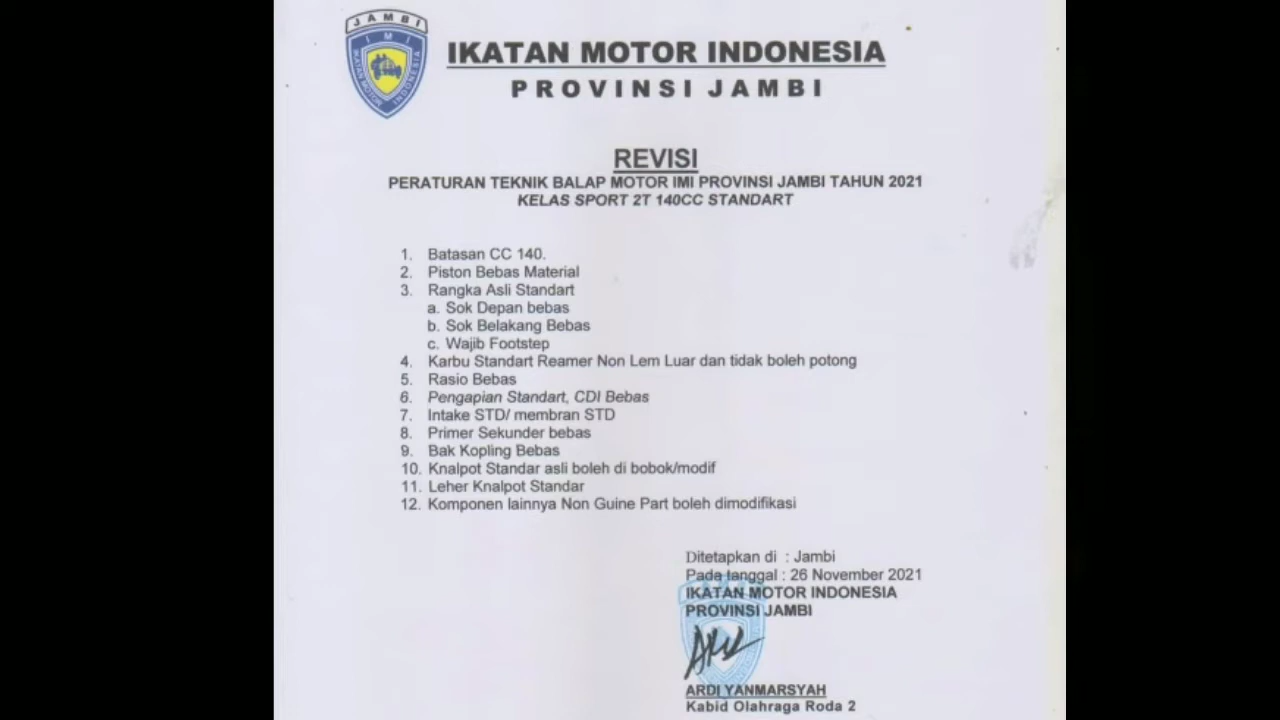 JAMBI
IMI
IKATAN MOTOR INDONESIA
IKATAN MOTOR INDONESIA
PROVINSI JAMBI
REVISI
PERATURAN TEKNIK BALAP MOTOR IMI PROVINSI JAMBI TAHUN 2021
KELAS SPORT 2T 140CC STANDART
1. Batasan CC 140.
2. Piston Bebas Material
3. Rangka Asli Standart
a. Sok Depan bebas
b. Sok Belakang Bebas
c. Wajib Footstep
4. Karbu Standart Reamer Non Lem Luar dan tidak boleh potong
5. Rasio Bebas
6. Pengapian Standart, CDI Bebas
7. Intake STD/ membran STD
8. Primer Sekunder bebas
9. Bak Kopling Bebas
10. Knalpot Standar asli boleh di bobok/modif
11. Leher Knalpot Standar
12. Komponen lainnya Non Guine Part boleh dimodifikasi
Ditetapkan di : Jambi
Pada tanggal : 26 November 2021
IKATAN MOTOR INDONESIA
PROVINSI JAMBI
ARDI YANMARSYAH
Kabid Olahraga Roda 2